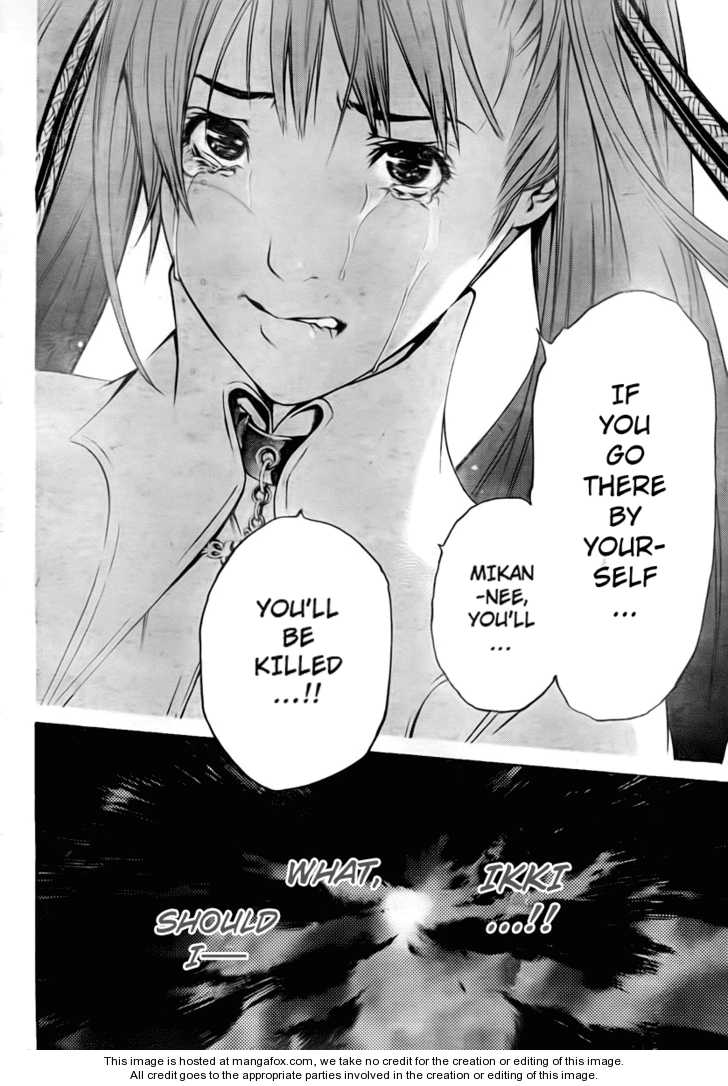 IF
YOU
GO
THERE
BY
YOUR-
SELF
...
MIKAN
-NEE,
YOU'LL
...
YOU'LL
BE
KILLED
...!!
IKKI
...!!
WHAT,
SHOULD
I—
This image is hosted at mangafox.com, we take no credit for the creation or editing of this image.
All credit goes to the appropriate parties involved in the creation or editing of this image.